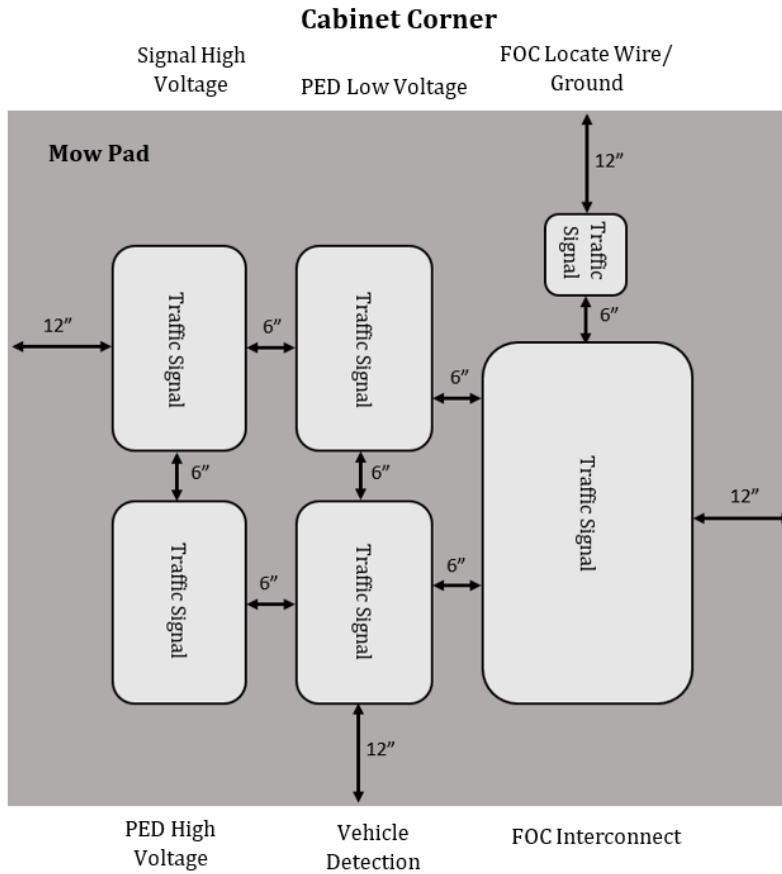 Cabinet Corner
Signal High
Voltage
PED Low Voltage
FOC Locate Wire/
Ground
Mow Pad
12”
Traffic
Signal
12”
Traffic Signal
6”
Traffic Signal
6”
6”
6”
6”
Traffic Signal
12”
Traffic Signal
6”
Traffic Signal
6”
12”
PED High
Voltage
Vehicle
Detection
FOC Interconnect